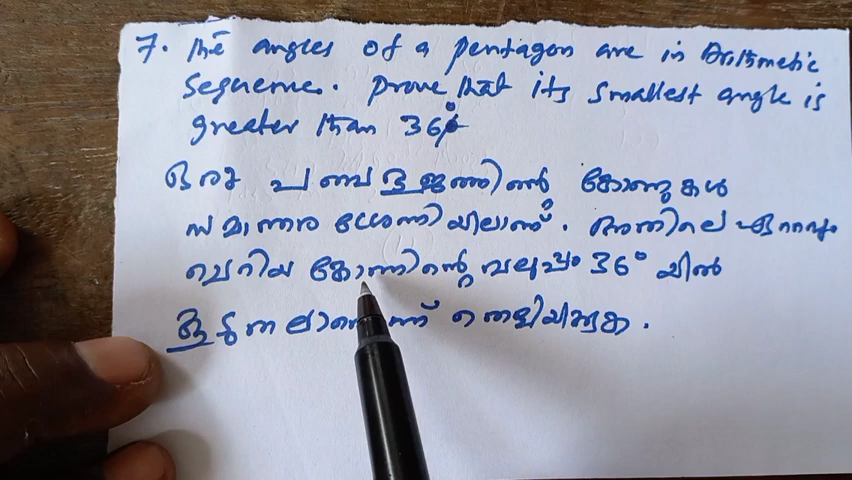 7. The angles of a pentagon are in Arithmetic
Sequence. Prove that its smallest angle is
greater than 36°
ഒരു പഞ്ചഭുജത്തിന്റെ കോണുകൾ
സമാന്തര ശ്രേണിയിലാണ്. അതിലെ ഏറ്റവും
ചെറിയ കോണിന്റെ വലുപ്പം 36° യിൽ
കൂടുതലാണെന്ന് തെളിയിക്കുക.